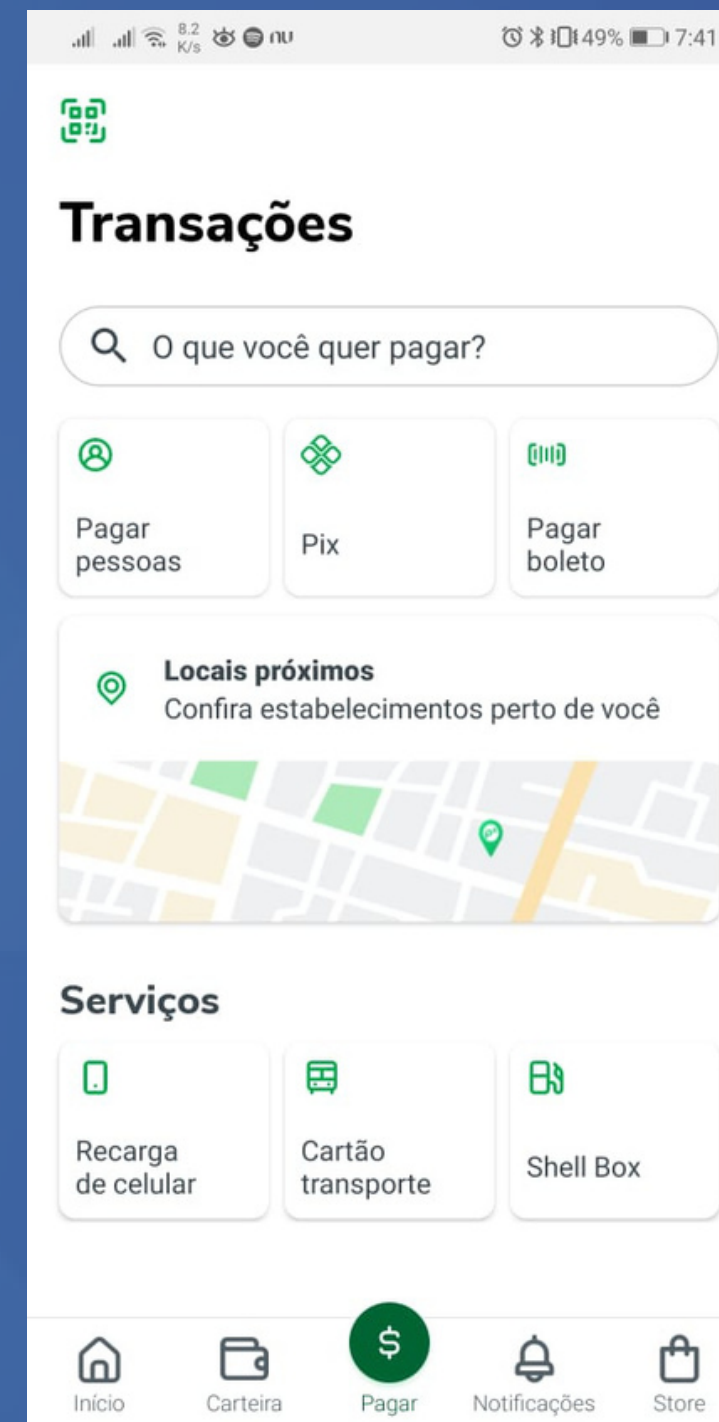 8.2
K/s
nu
49%
7:41
Transações
O que você quer pagar?
Pagar
pessoas
Pix
Pagar
boleto
Locais próximos
Confira estabelecimentos perto de você
Serviços
Recarga
de celular
Cartão
transporte
Shell Box
$
Início
Carteira
Pagar
Notificações
Store